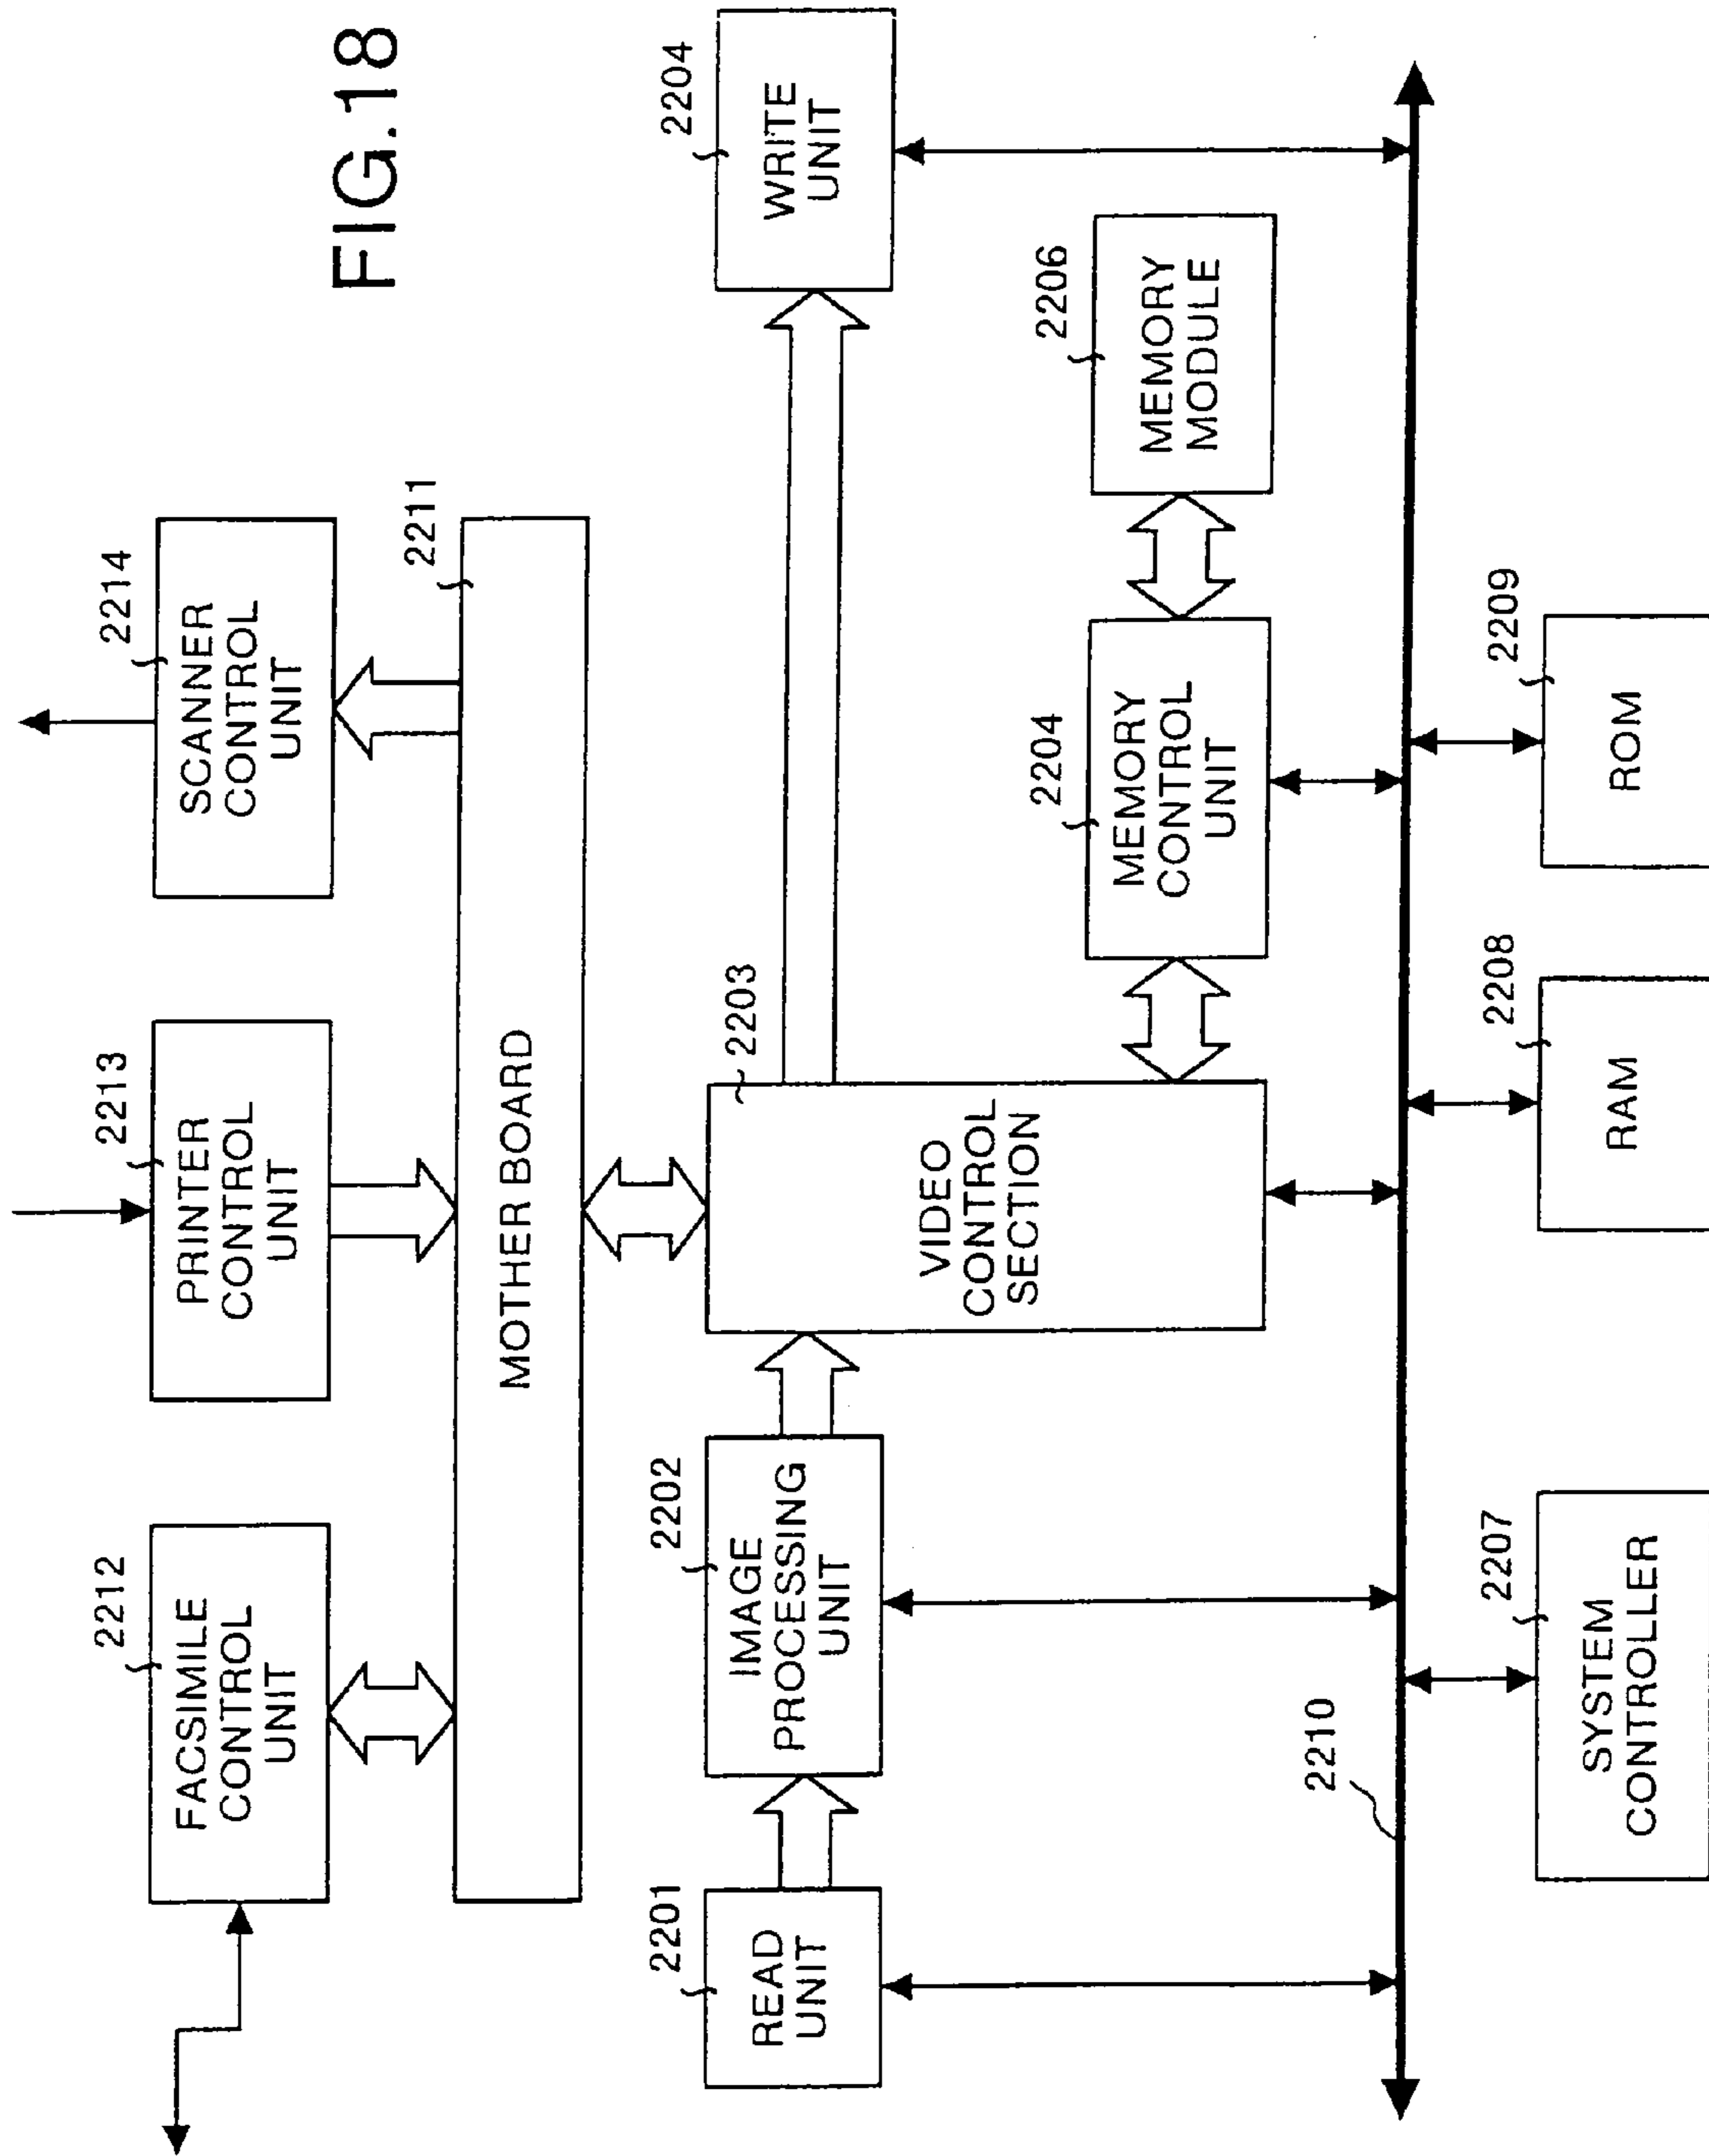 FIG.18
2212
FACSIMILE
CONTROL
UNIT
2213
PRINTER
CONTROL
UNIT
2214
SCANNER
CONTROL
UNIT
2211
MOTHER BOARD
2201
READ
UNIT
2202
IMAGE
PROCESSING
UNIT
2203
VIDEO
CONTROL
SECTION
2204
WRITE
UNIT
2204
MEMORY
CONTROL
UNIT
2206
MEMORY
MODULE
2210
2207
SYSTEM
CONTROLLER
2208
RAM
2209
ROM